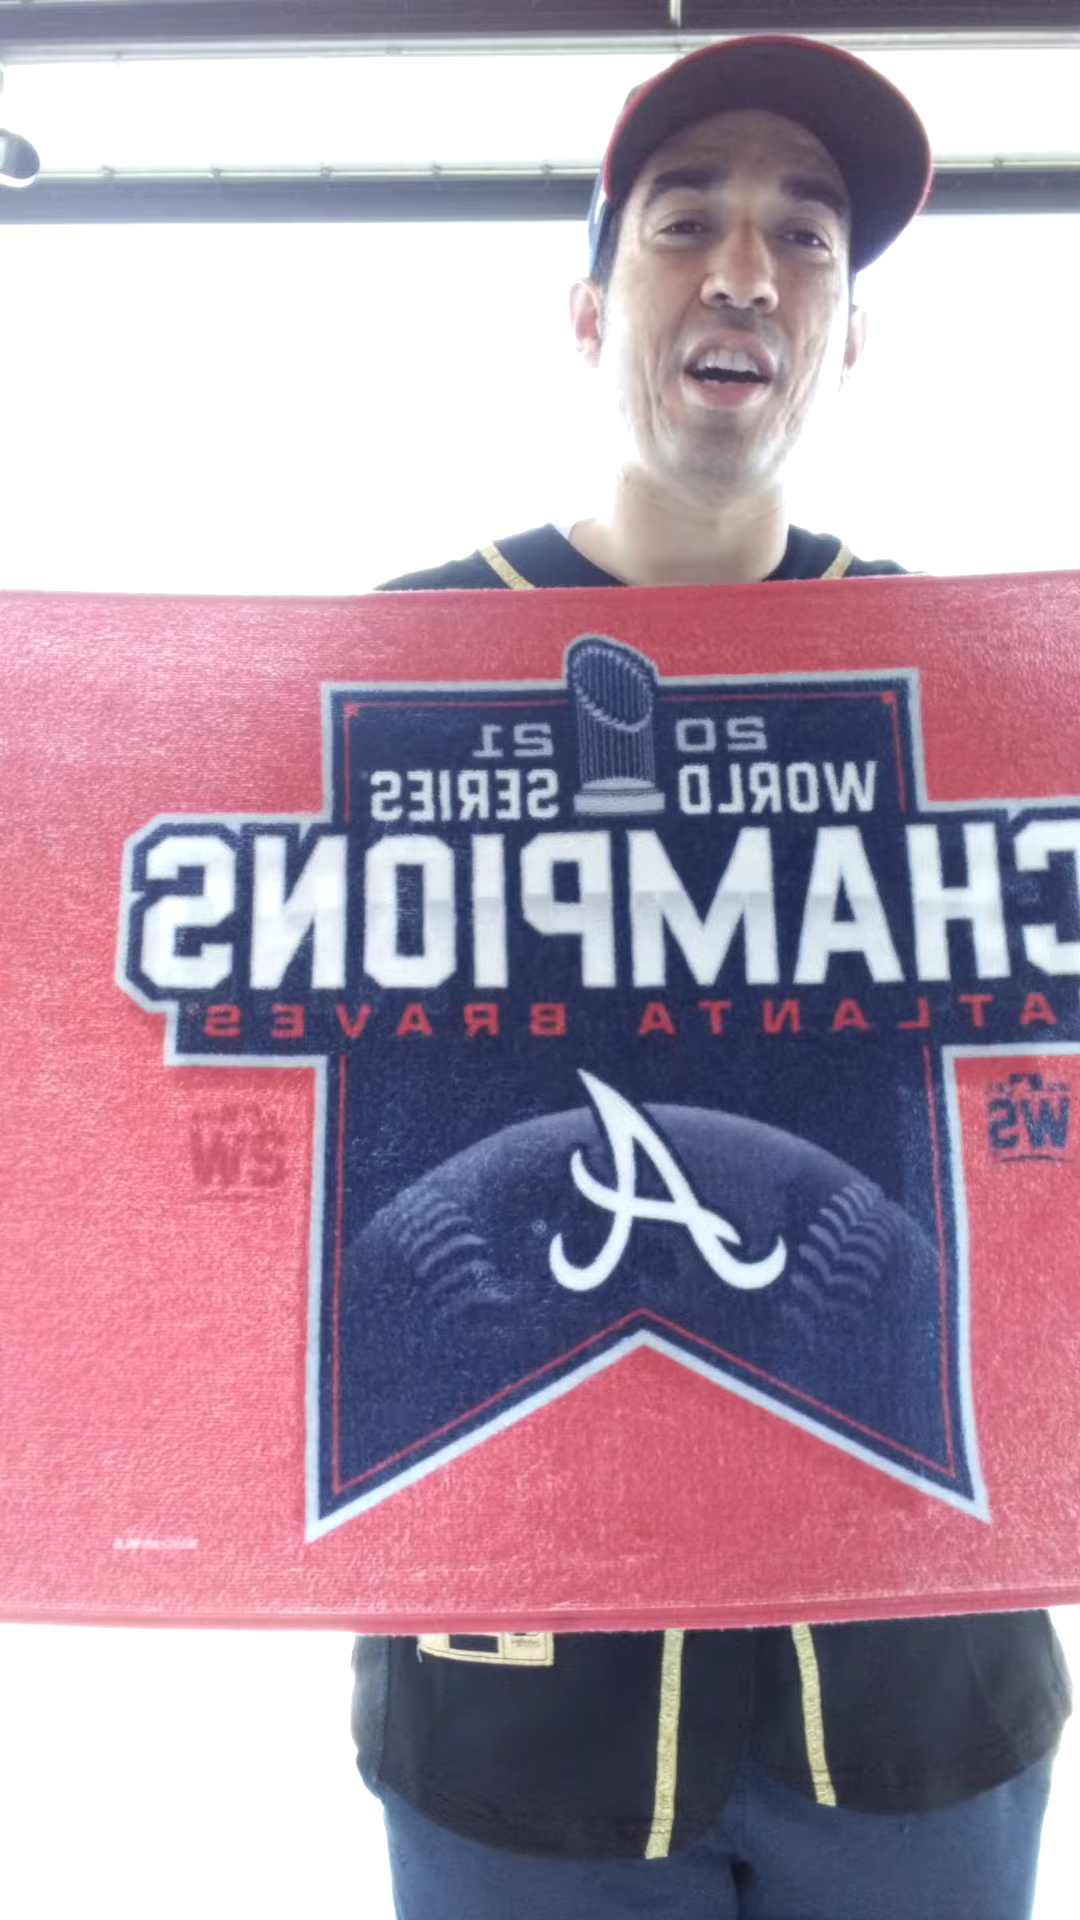 20 21
WORLD SERIES
CHAMPIONS
ATLANTA BRAVES
A
WS WS